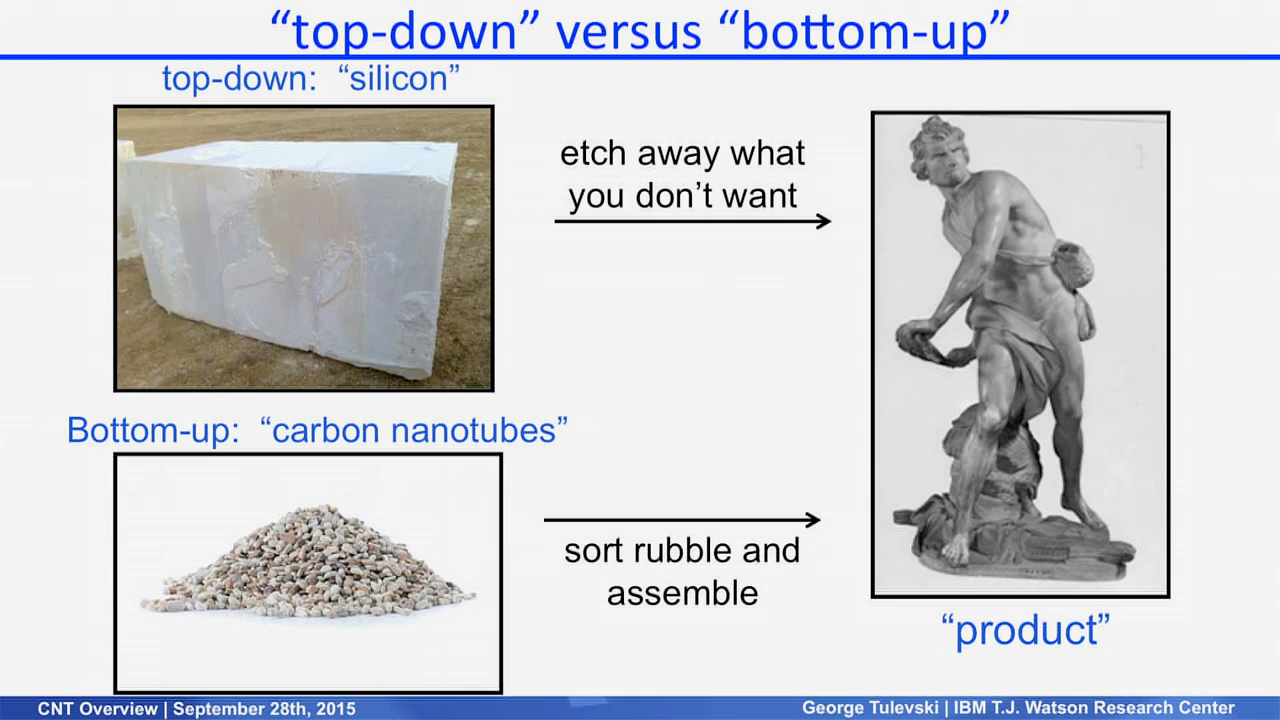 “top-down” versus “bottom-up”
top-down: “silicon”
etch away what
you don’t want
Bottom-up: “carbon nanotubes”
sort rubble and
assemble
“product”
CNT Overview | September 28th, 2015
George Tulevski | IBM T.J. Watson Research Center